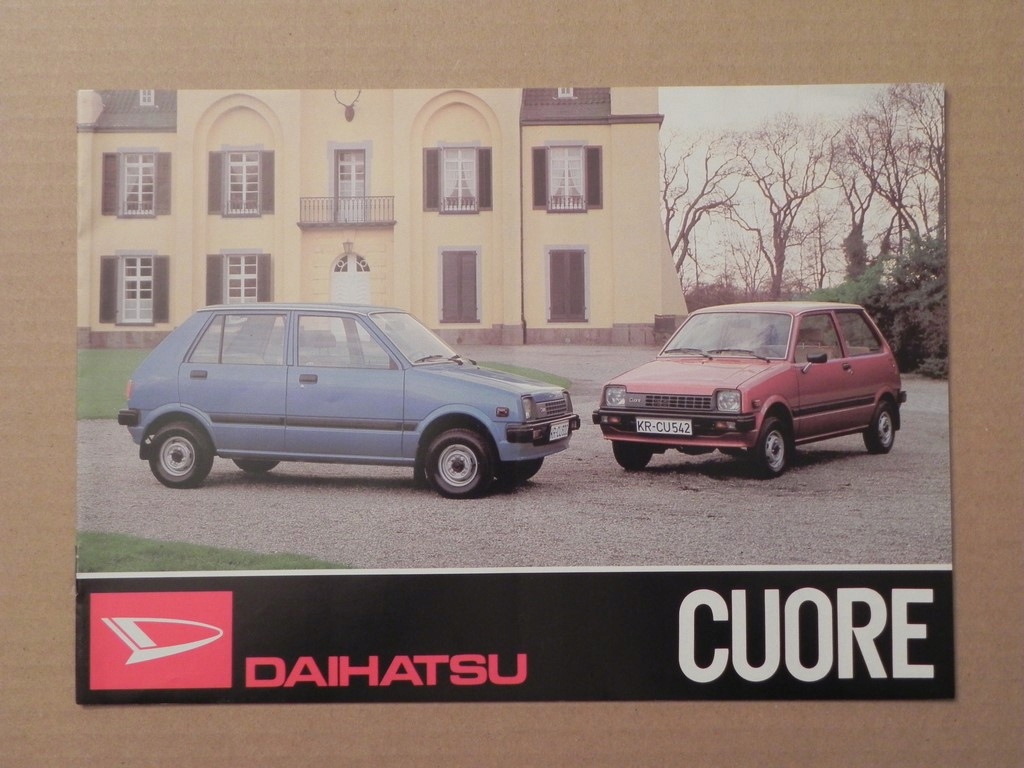 KR-CU542
DAIHATSU
CUORE